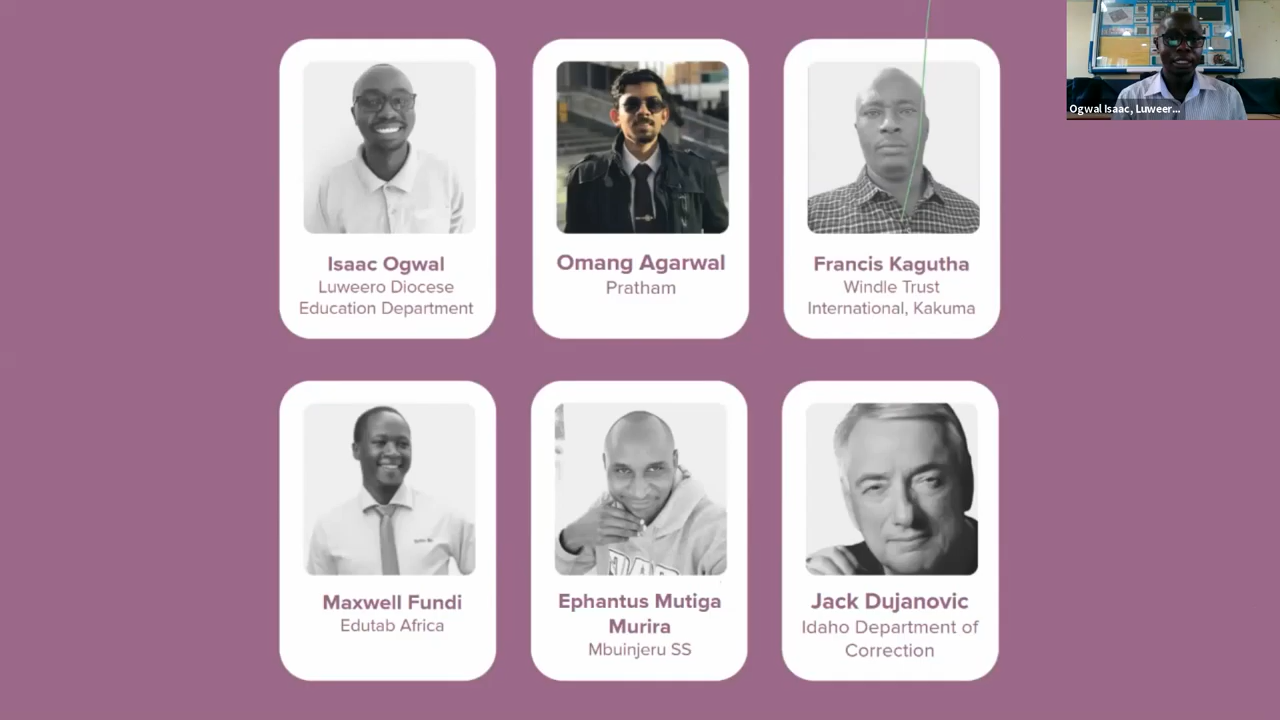 Ogwal Isaac, Luweer...
Isaac Ogwal
Luweero Diocese
Education Department
Omang Agarwal
Pratham
Francis Kagutha
Windle Trust
International, Kakuma
Maxwell Fundi
Edutab Africa
Ephantus Mutiga
Murira
Mbuinjeru SS
Jack Dujanovic
Idaho Department of
Correction